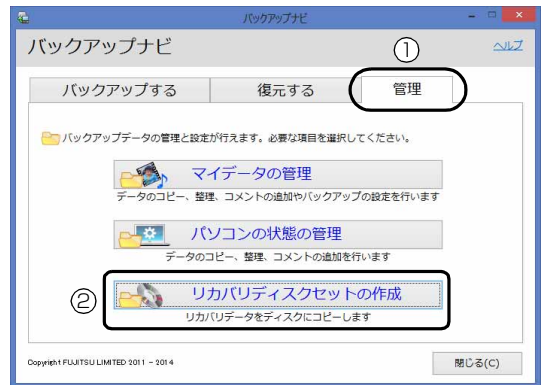 バックアップナビ
バックアップナビ
①
ヘルプ
バックアップする
復元する
管理
バックアップデータの管理と設定が行えます。必要な項目を選択してください。
マイデータの管理
データのコピー、整理、コメントの追加やバックアップの設定を行います
パソコンの状態の管理
データのコピー、整理、コメントの追加を行います
②
リカバリディスクセットの作成
リカバリデータをディスクにコピーします
Copyright FUJITSU LIMITED 2011 - 2014
閉じる(C)